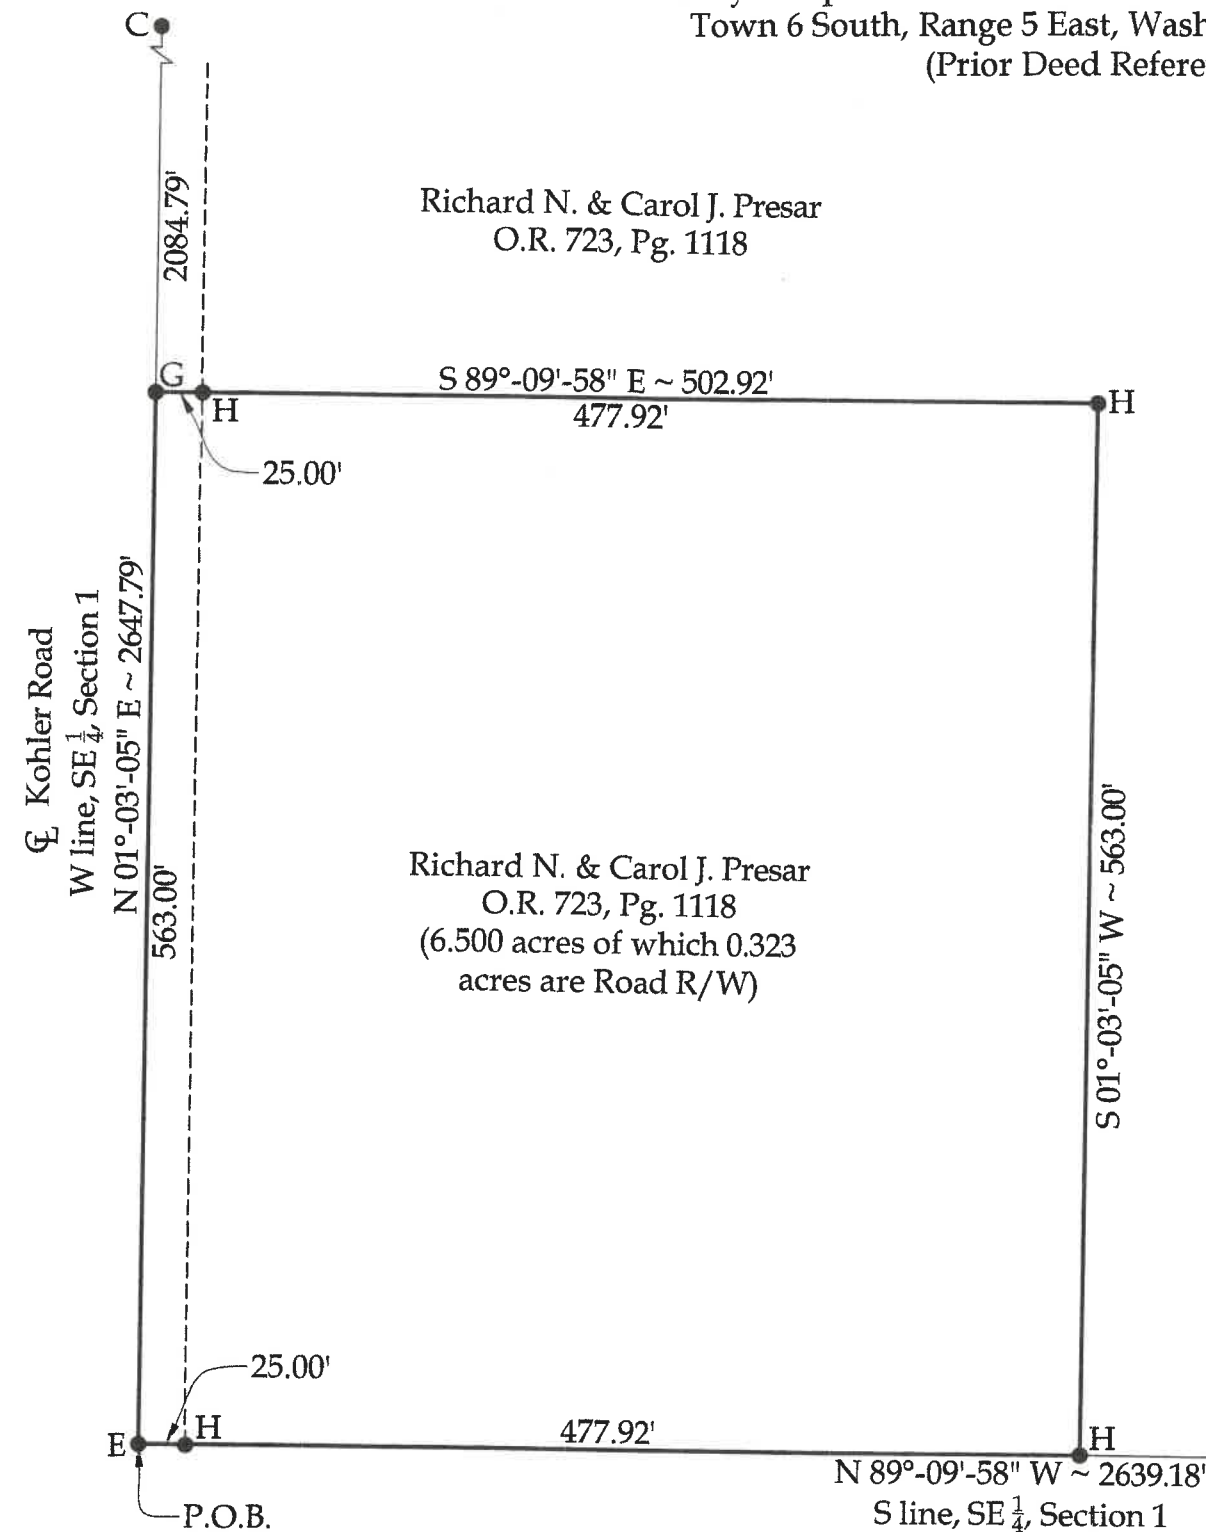 Town 6 South, Range 5 East, Wash
(Prior Deed Refere
C
2084.79'
Richard N. & Carol J. Presar
O.R. 723, Pg. 1118
G
S 89°-09'-58" E ~ 502.92'
H
H
477.92'
25.00'
℄ Kohler Road
W line, SE 1/4, Section 1
N 01°-03'-05" E ~ 2647.79'
563.00'
Richard N. & Carol J. Presar
O.R. 723, Pg. 1118
(6.500 acres of which 0.323
acres are Road R/W)
S 01°-03'-05" W ~ 563.00'
25.00'
E
H
477.92'
H
N 89°-09'-58" W ~ 2639.18'
S line, SE 1/4, Section 1
P.O.B.